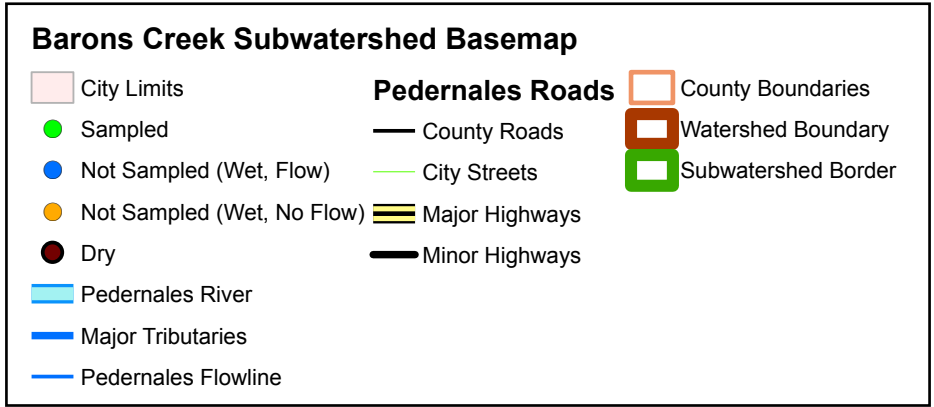 Barons Creek Subwatershed Basemap
City Limits
Sampled
Not Sampled (Wet, Flow)
Not Sampled (Wet, No Flow)
Dry
Pedernales River
Major Tributaries
Pedernales Flowline
Pedernales Roads
County Roads
City Streets
Major Highways
Minor Highways
County Boundaries
Watershed Boundary
Subwatershed Border